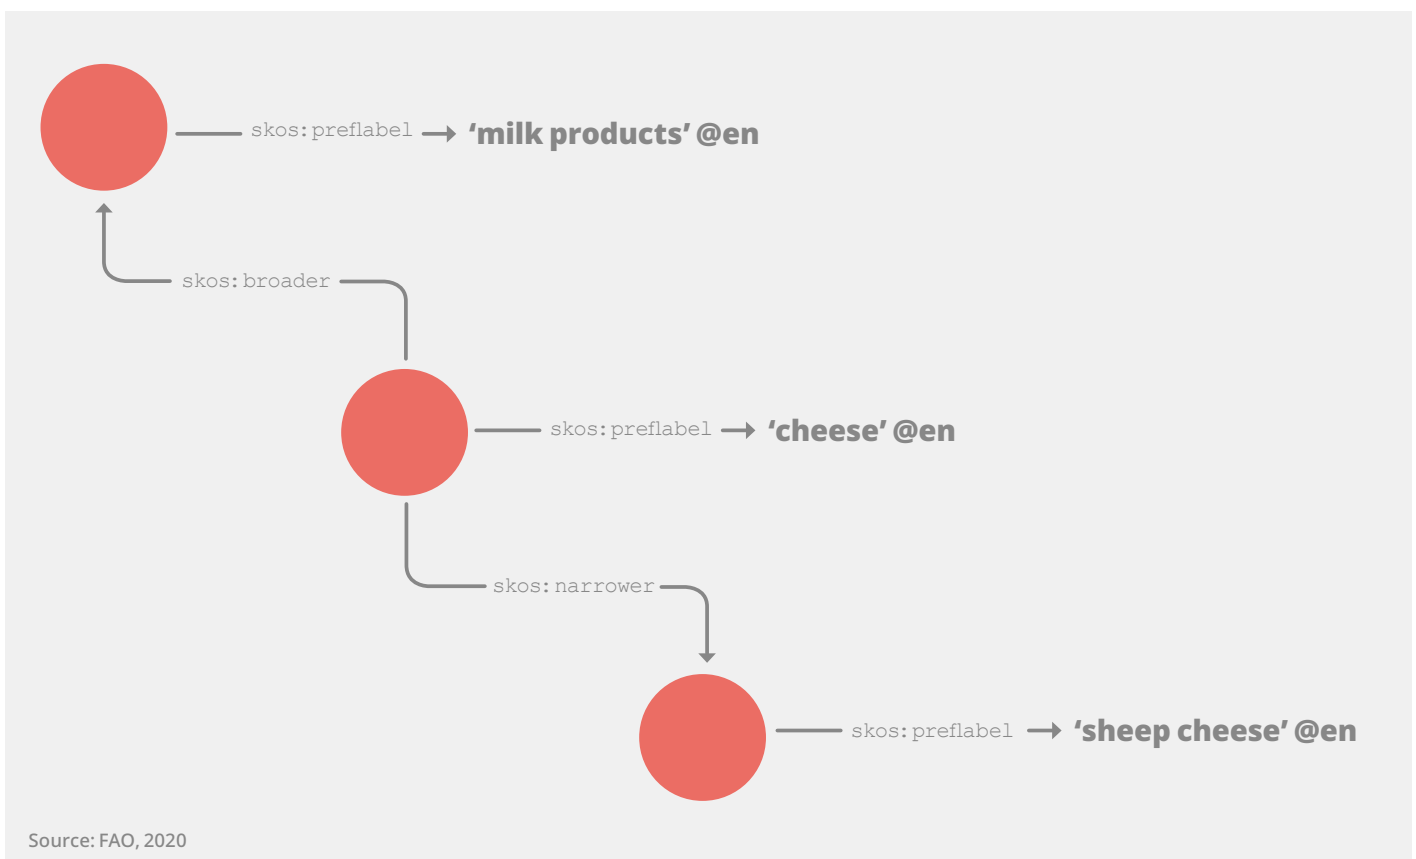 skos:preflabel ‘milk products’ @en
skos:broader
skos:preflabel ‘cheese’ @en
skos:narrower
skos:preflabel ‘sheep cheese’ @en
Source: FAO, 2020